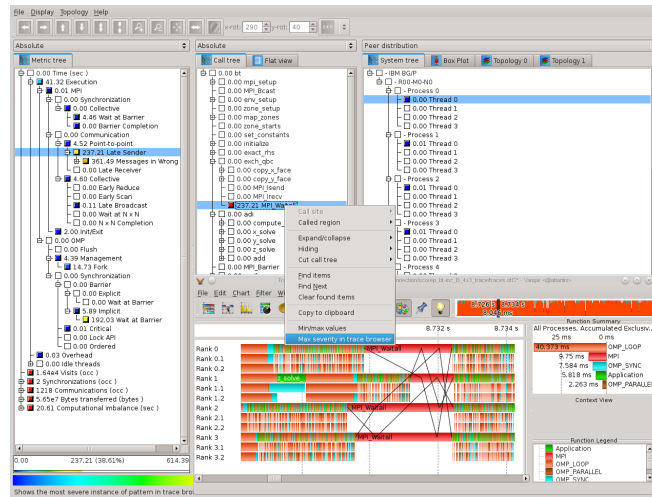 File Display Topology Help
x-rot: 290 y-rot: 40
Absolute
Metric tree
0.00 Time (sec )
41.32 Execution
0.01 MPI
0.00 Synchronization
0.00 Collective
4.46 Wait at Barrier
0.00 Barrier Completion
0.00 Communication
4.52 Point-to-point
237.21 Late Sender
361.49 Messages in Wrong
0.00 Late Receiver
4.60 Collective
0.00 Early Reduce
0.00 Early Scan
3.11 Late Broadcast
0.00 Wait at N x N
0.00 N x N Completion
2.00 Init/Exit
0.00 OMP
0.00 Flush
4.39 Management
14.73 Fork
0.00 Synchronization
0.00 Barrier
0.00 Explicit
0.00 Wait at Barrier
5.89 Implicit
192.03 Wait at Barrier
0.01 Critical
0.00 Lock API
0.00 Ordered
0.03 Overhead
0.00 Idle threads
1.64e4 Visits (occ )
2 Synchronizations (occ )
1218 Communications (occ )
5.65e7 Bytes transferred (bytes )
20.61 Computational imbalance (sec )
0.00 237.21 (38.61%) 614.39
Shows the most severe instance of pattern in trace bro
Absolute
Call tree Flat view
0.00 bt
0.00 mpi_setup
0.00 MPI_Bcast
0.00 env_setup
0.00 zone_setup
0.00 map_zones
0.00 zone_starts
0.00 set_constants
0.00 initialize
0.00 exact_rhs
0.00 exch_qbc
0.00 copy_x_face
0.00 copy_y_face
0.00 MPI_Isend
0.00 MPI_Irecv
237.21 MPI_Waitall
0.00 adi
0.00 compute_
0.00 x_solve
0.00 y_solve
0.00 z_solve
0.00 add
0.00 MPI_Barrier
Call site
Called region
Expand/collapse
Hiding
Cut call tree
Find items
Find Next
Clear found items
Copy to clipboard
Min/max values
Max severity in trace browser
Peer distribution
System tree Box Plot Topology 0 Topology 1
- IBM BG/P
- R00-M0-N0
- Process 0
0.00 Thread 0
0.00 Thread 1
0.00 Thread 2
0.00 Thread 3
- Process 1
0.01 Thread 0
0.00 Thread 1
0.00 Thread 2
0.00 Thread 3
- Process 2
0.01 Thread 0
0.00 Thread 1
0.00 Thread 2
0.00 Thread 3
- Process 3
0.01 Thread 0
0.00 Thread 1
0.00 Thread 2
0.00 Thread 3
- Process 4
File Edit Chart Filter
8.732 s 8.734 s
Rank 0
Rank 0.1
Rank 0.2
Rank 1
Rank 1.1
Rank 1.2
Rank 2
Rank 2.1
Rank 2.2
Rank 3
Rank 3.1
Rank 3.2
MPI_Waitall
z_solve_
MPI_Waitall
MPI_Waitall
Function Summary
All Processes, Accumulated Exclusiv...
25 ms 0 ms
40.373 ms OMP_LOOP
9.75 ms MPI
7.584 ms OMP_SYNC
5.818 ms Application
2.263 ms OMP_PARALLEL
Context View
Function Legend
Application
MPI
OMP_LOOP
OMP_PARALLEL
OMP_SYNC